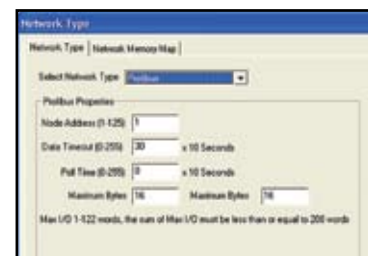 Network Type
Network Type Network Memory Map
Select Network Type Profibus
Profibus Properties
Node Address (1-125) 1
Data Timeout (0-255) 30 x 10 Seconds
Poll Time (0-255) 0 x 10 Seconds
Maximum Bytes 16 Maximum Bytes 16
Max I/O 1-122 words, the sum of Max I/O must be less than or equal to 200 words